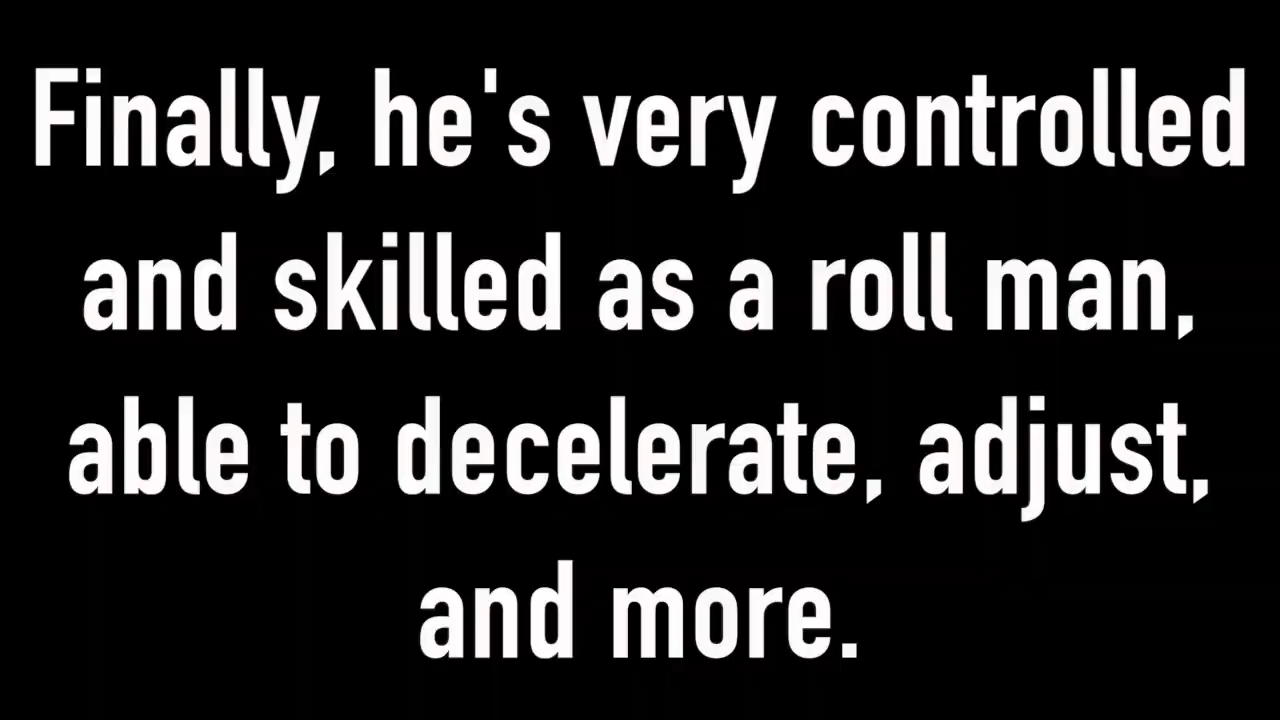 Finally, he's very controlled
and skilled as a roll man,
able to decelerate, adjust,
and more.